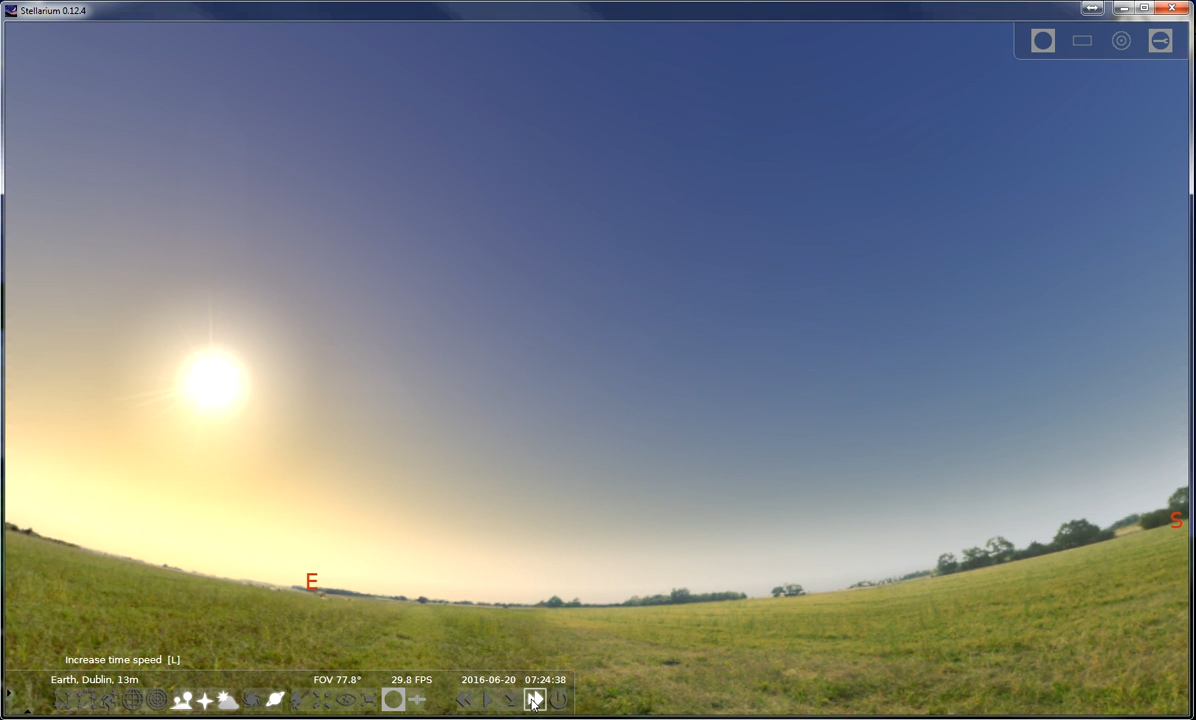 Stellarium 0.12.4
E
S
Increase time speed [L]
Earth, Dublin, 13m FOV 77.8° 29.8 FPS 2016-06-20 07:24:38